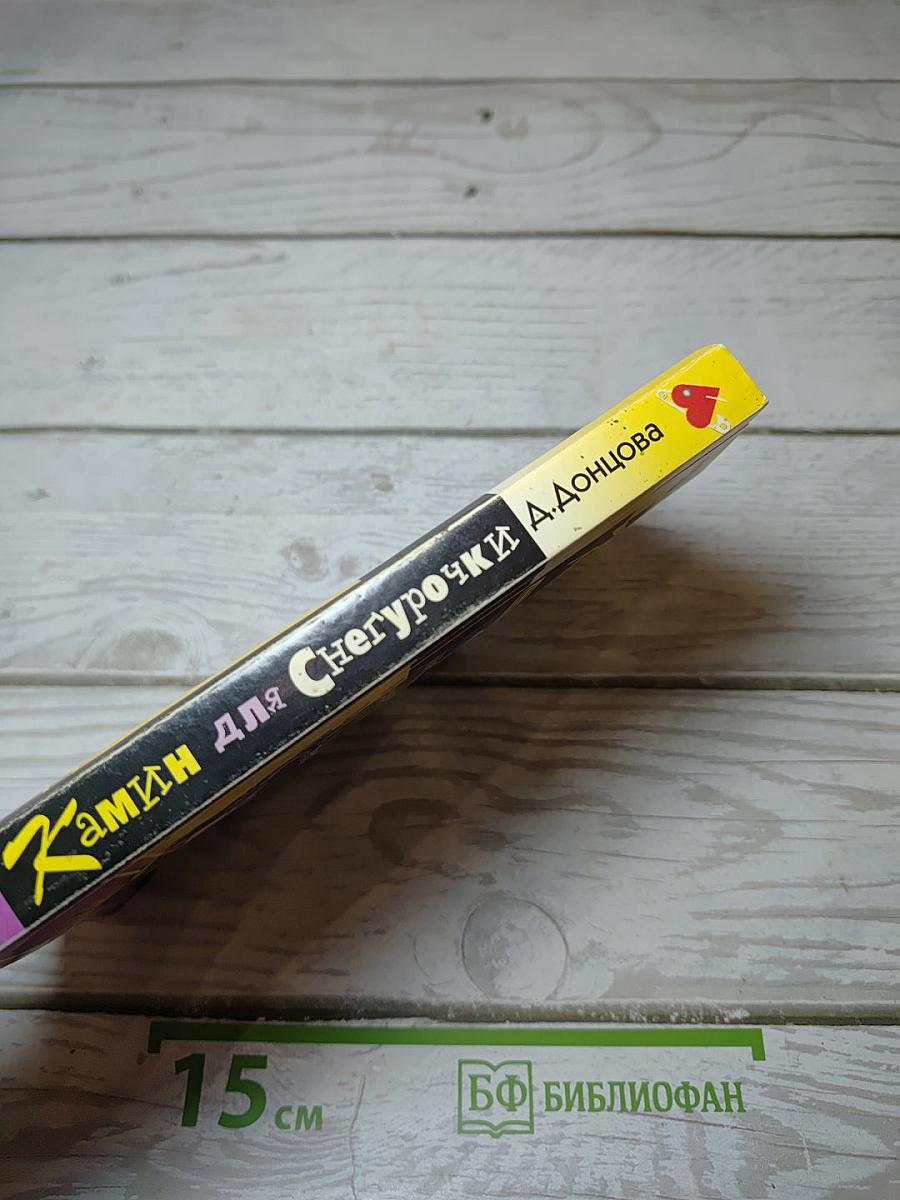 Д. Донцова
Камин для Снегурочки
15 см
БФ БИБЛИОФАН